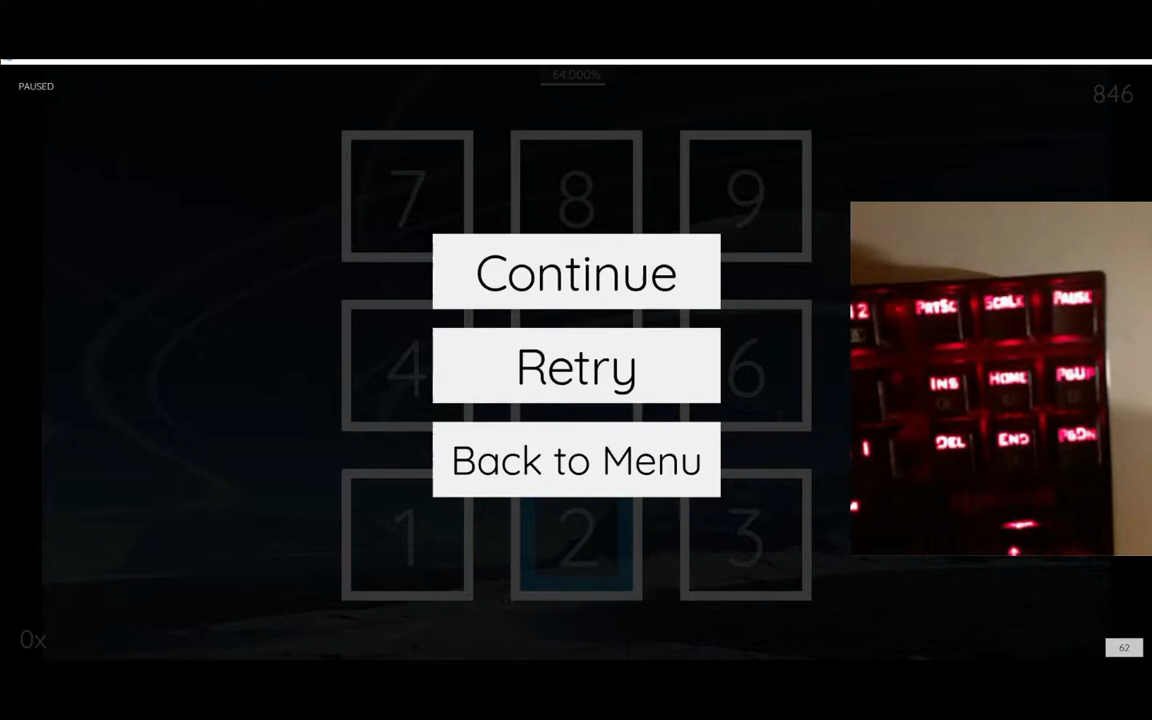 64.000%
PAUSED
846
7 8 9
Continue
4 6
Retry
Back to Menu
1 2 3
0x
62
2 PRTSC SCRLK PAUSE
INS HOME PGUP
DEL END PGDN